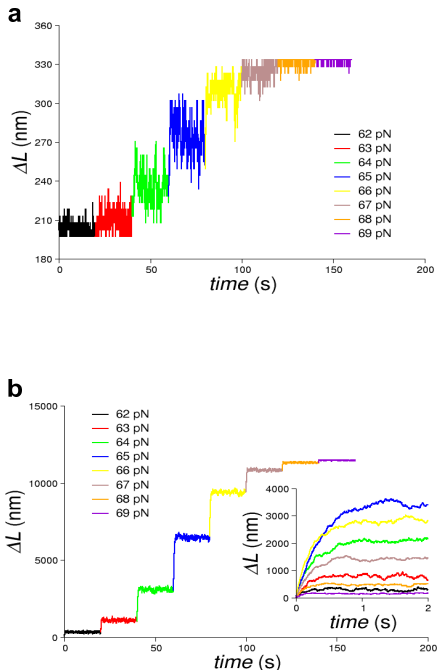 a
360
330
300
270
240
210
180
ΔL (nm)
62 pN
63 pN
64 pN
65 pN
66 pN
67 pN
68 pN
69 pN
0 50 100 150 200
time (s)
b
15000
10000
5000
0
ΔL (nm)
62 pN
63 pN
64 pN
65 pN
66 pN
67 pN
68 pN
69 pN
4000
3000
2000
1000
0
ΔL (nm)
0 1 2
time (s)
0 50 100 150 200
time (s)